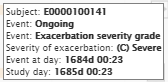 Subject: E0000100141
Event: Ongoing
Event: Exacerbation severity grade
Severity of exacerbation: (C) Severe
Event at day: 1684d 00:23
Study day: 1685d 00:23